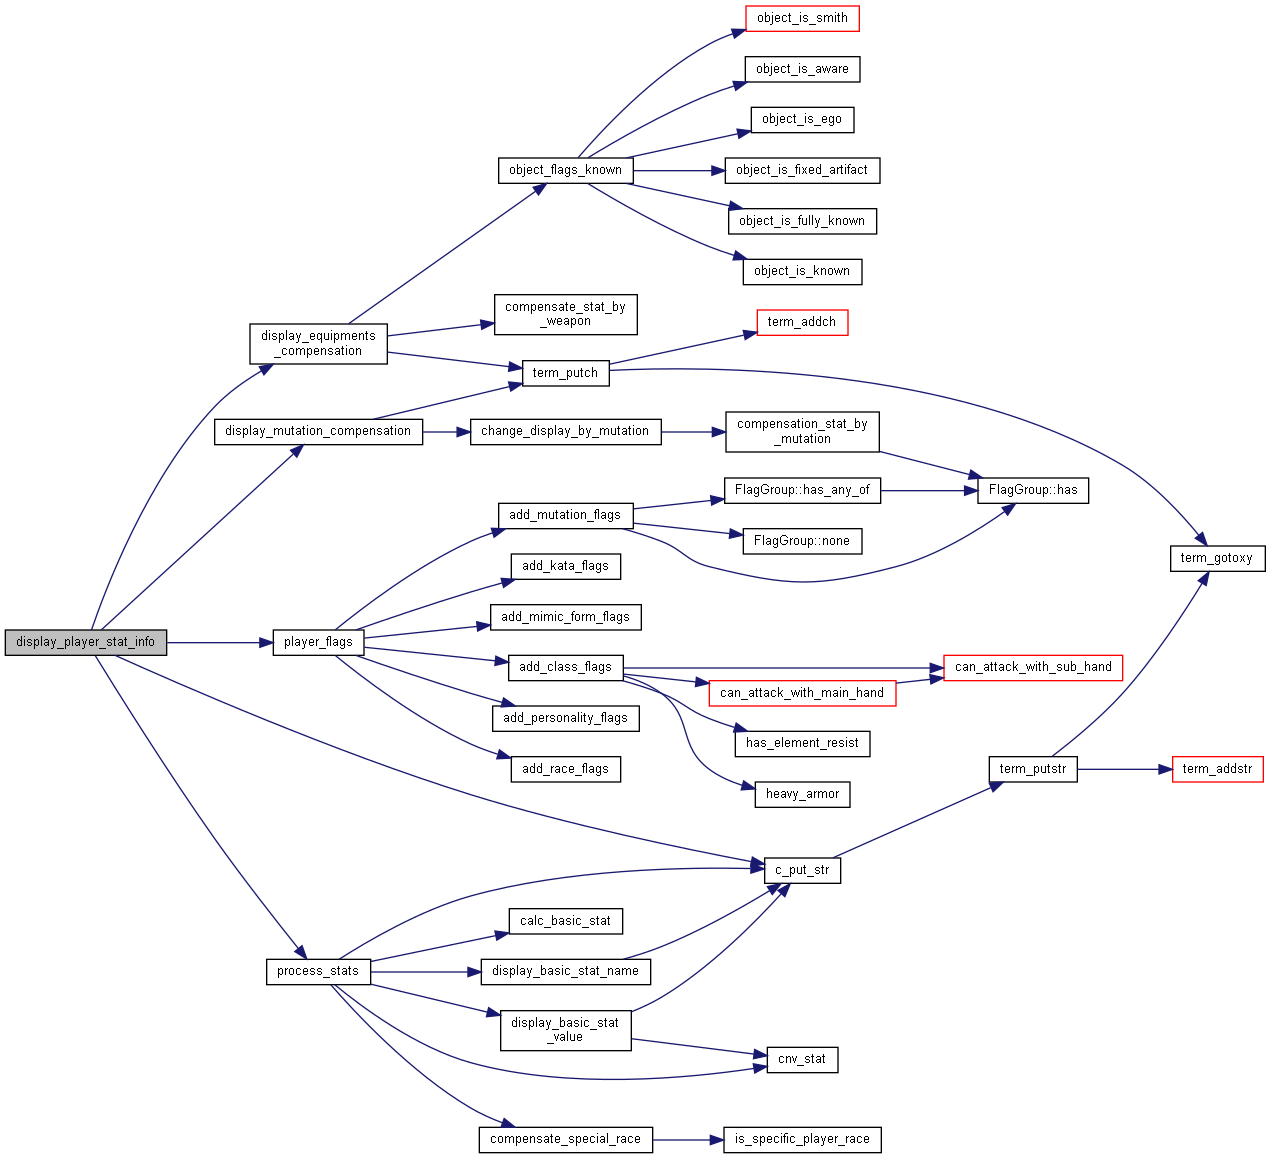 object_is_smith
object_is_aware
object_is_ego
object_flags_known
object_is_fixed_artifact
object_is_fully_known
object_is_known
compensate_stat_by
_weapon
term_addch
display_equipments
_compensation
term_putch
display_mutation_compensation
change_display_by_mutation
compensation_stat_by
_mutation
FlagGroup::has_any_of
FlagGroup::has
add_mutation_flags
FlagGroup::none
term_gotoxy
add_kata_flags
add_mimic_form_flags
display_player_stat_info
player_flags
add_class_flags
can_attack_with_sub_hand
can_attack_with_main_hand
add_personality_flags
has_element_resist
add_race_flags
term_putstr
term_addstr
heavy_armor
c_put_str
calc_basic_stat
process_stats
display_basic_stat_name
display_basic_stat
_value
cnv_stat
compensate_special_race
is_specific_player_race